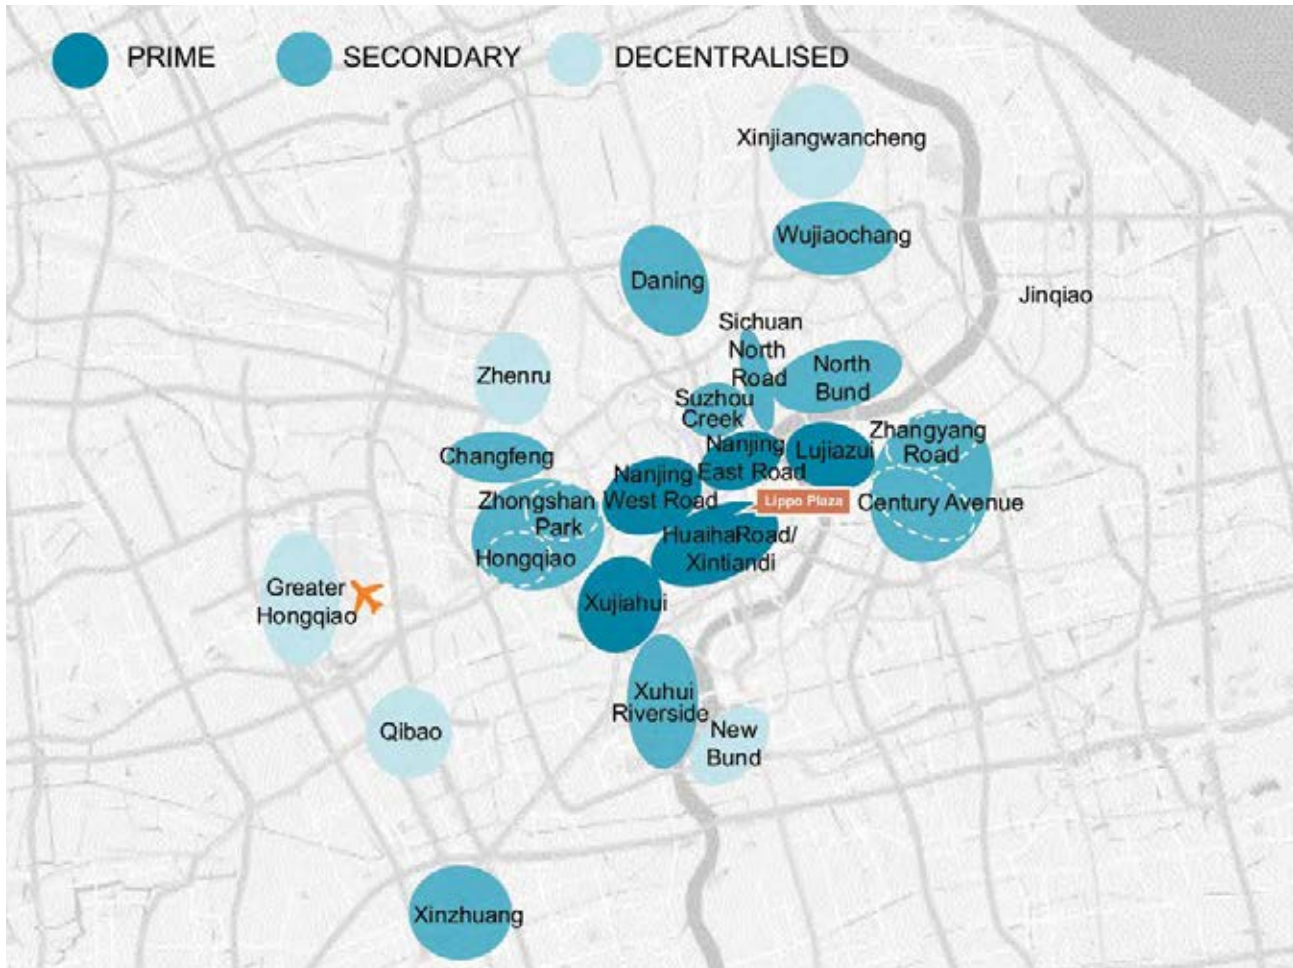 PRIME
SECONDARY
DECENTRALISED
Xinjiangwancheng
Wujiaochang
Daning
Jinqiao
Sichuan
North
Road
North
Bund
Zhenru
Suzhou
Creek
Zhangyang
Road
Nanjing
East Road
Lujiazui
Changfeng
Nanjing
West Road
Lippo Plaza
Century Avenue
Zhongshan
Park
Hongqiao
HuaihaiRoad/
Xintiandi
Greater
Hongqiao
Xujiahui
Xuhui
Riverside
New
Bund
Qibao
Xinzhuang